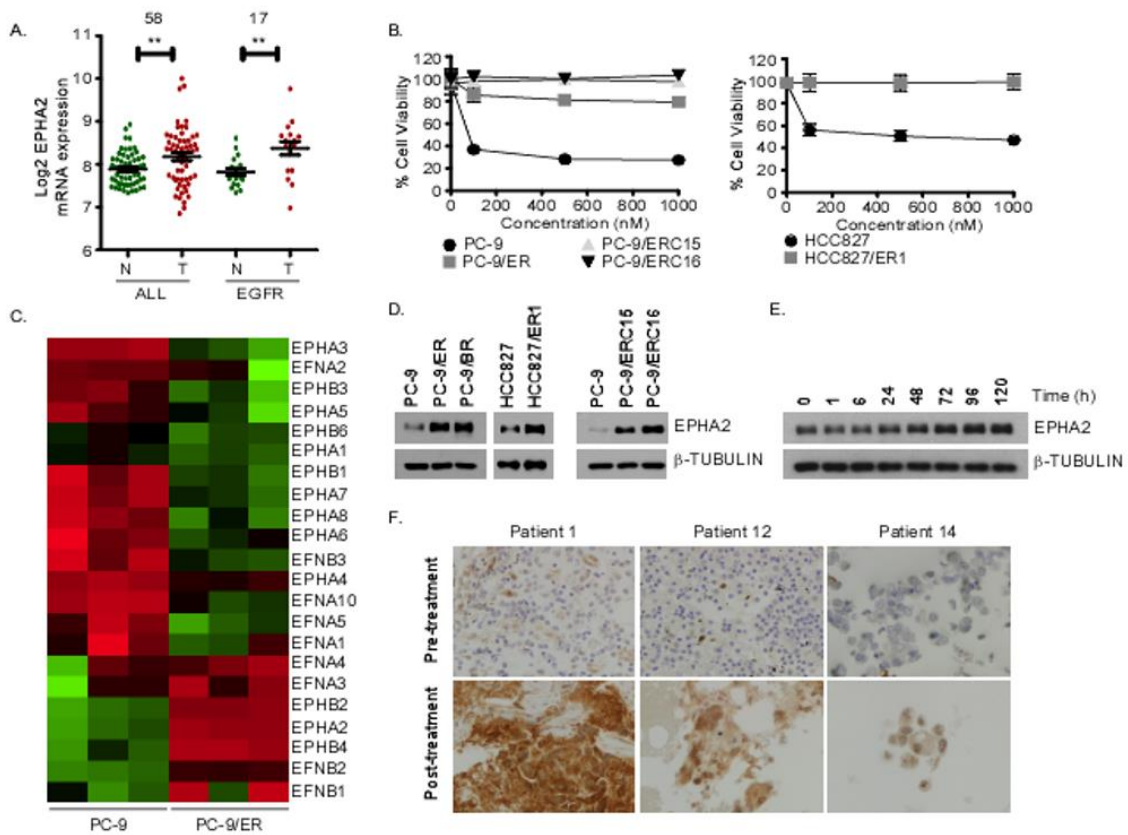 A.
58 17
** **
Log2 EPHA2
mRNA expression
11
10
9
8
7
6
N T N T
ALL EGFR
B.
% Cell Viability
120
100
80
60
40
20
0
0 200 400 600 800 1000
Concentration (nM)
PC-9 PC-9/ERC15
PC-9/ER PC-9/ERC16
% Cell Viability
120
100
80
60
40
20
0
0 200 400 600 800 1000
Concentration (nM)
HCC827
HCC827/ER1
C.
EPHA3
EFNA2
EPHB3
EPHA5
EPHB6
EPHA1
EPHB1
EPHA7
EPHA8
EPHA6
EFNB3
EPHA4
EFNA10
EFNA5
EFNA1
EFNA4
EFNA3
EPHB2
EPHA2
EPHB4
EFNB2
EFNB1
PC-9 PC-9/ER
D.
PC-9
PC-9/ER
PC-9/BR
HCC827
HCC827/ER1
PC-9
PC-9/ERC15
PC-9/ERC16
EPHA2
β-TUBULIN
E.
0 1 6 24 48 72 96 120 Time (h)
EPHA2
β-TUBULIN
F.
Patient 1 Patient 12 Patient 14
Pre-treatment
Post-treatment